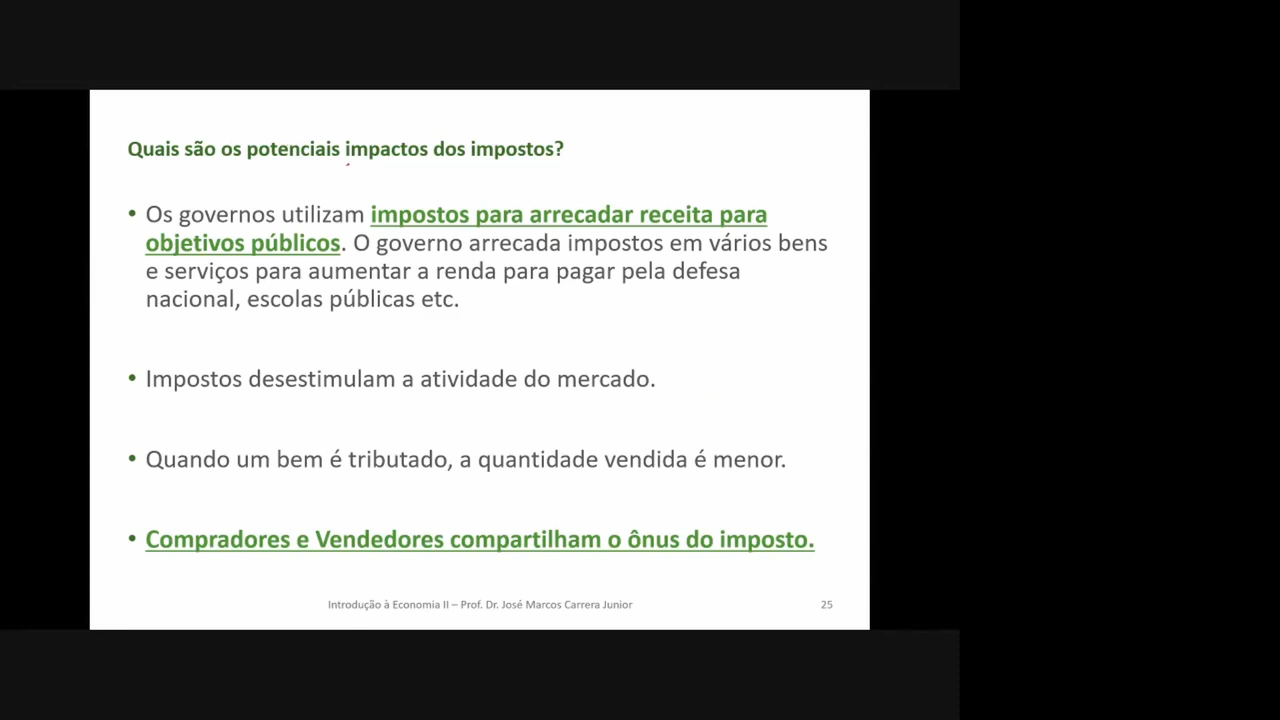 Quais são os potenciais impactos dos impostos?
• Os governos utilizam impostos para arrecadar receita para
objetivos públicos. O governo arrecada impostos em vários bens
e serviços para aumentar a renda para pagar pela defesa
nacional, escolas públicas etc.
• Impostos desestimulam a atividade do mercado.
• Quando um bem é tributado, a quantidade vendida é menor.
• Compradores e Vendedores compartilham o ônus do imposto.
Introdução à Economia II – Prof. Dr. José Marcos Carrera Junior
25